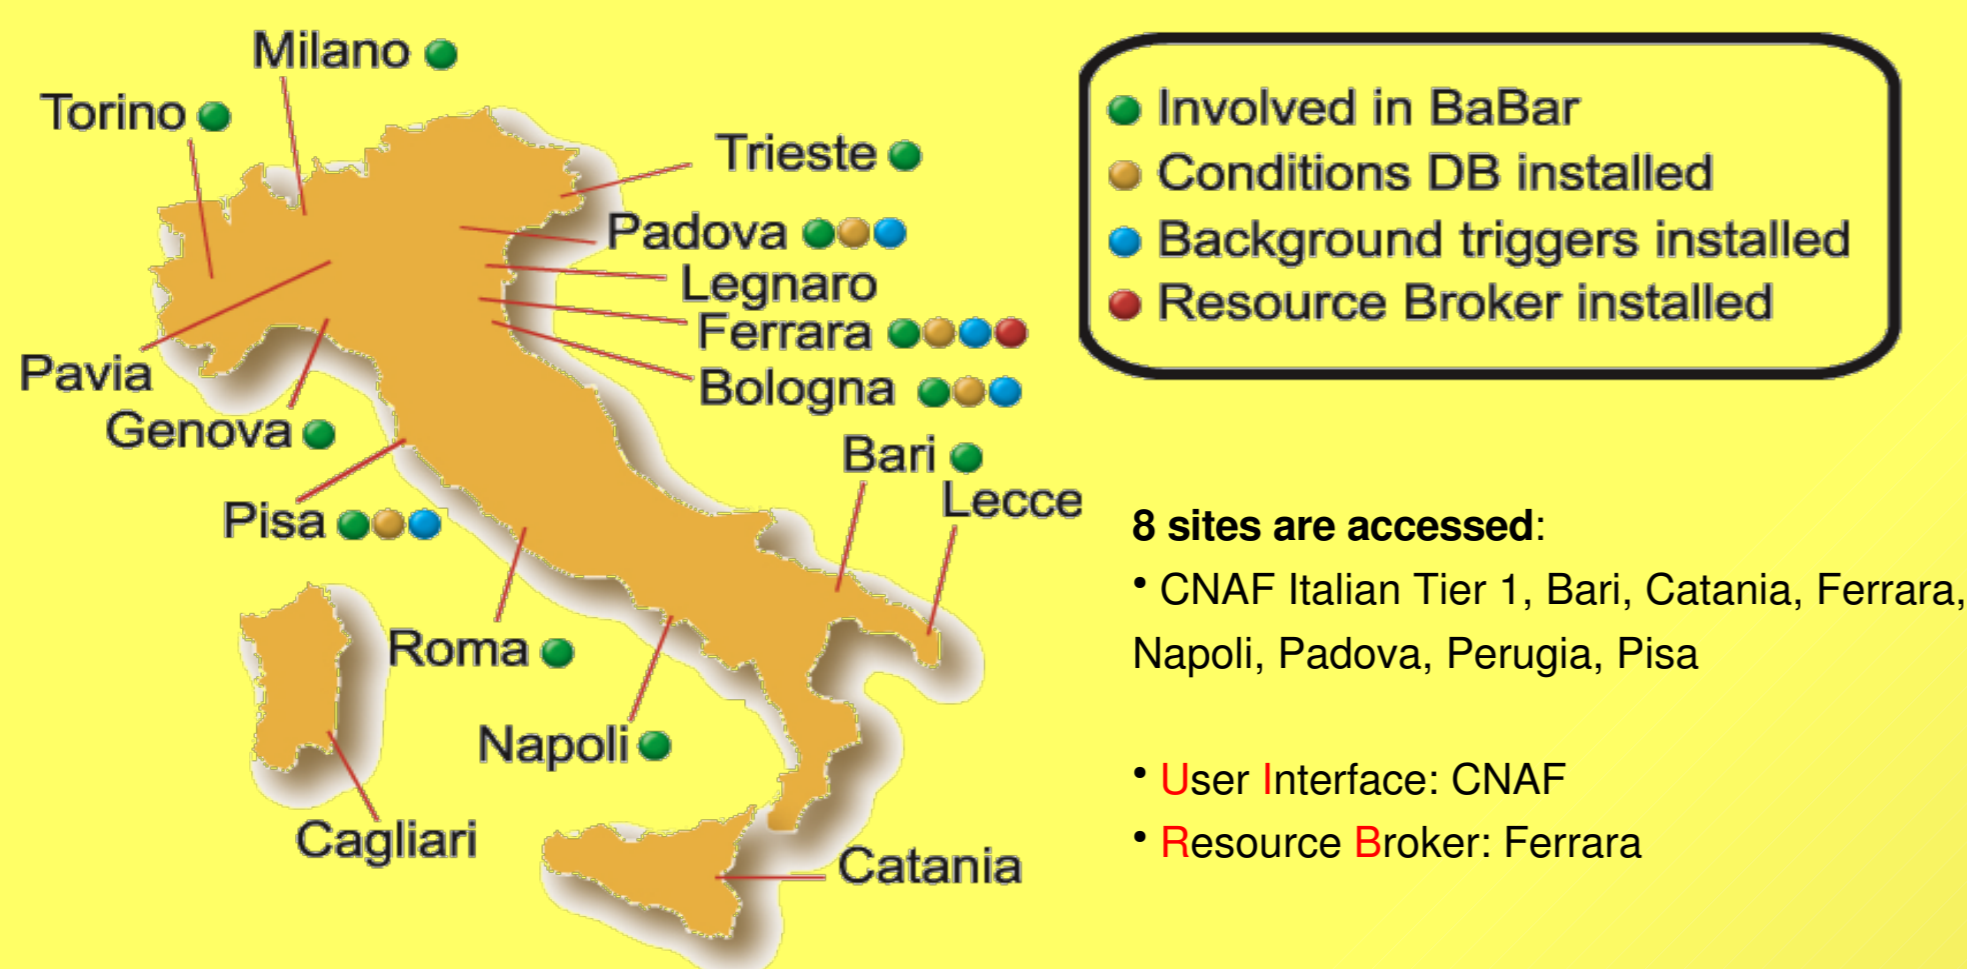 Milano
Torino
Trieste
Padova
Legnaro
Ferrara
Bologna
Pavia
Genova
Bari
Lecce
Pisa
Roma
Napoli
Cagliari
Catania
Involved in BaBar
Conditions DB installed
Background triggers installed
Resource Broker installed
8 sites are accessed:
• CNAF Italian Tier 1, Bari, Catania, Ferrara,
Napoli, Padova, Perugia, Pisa
• User Interface: CNAF
• Resource Broker: Ferrara